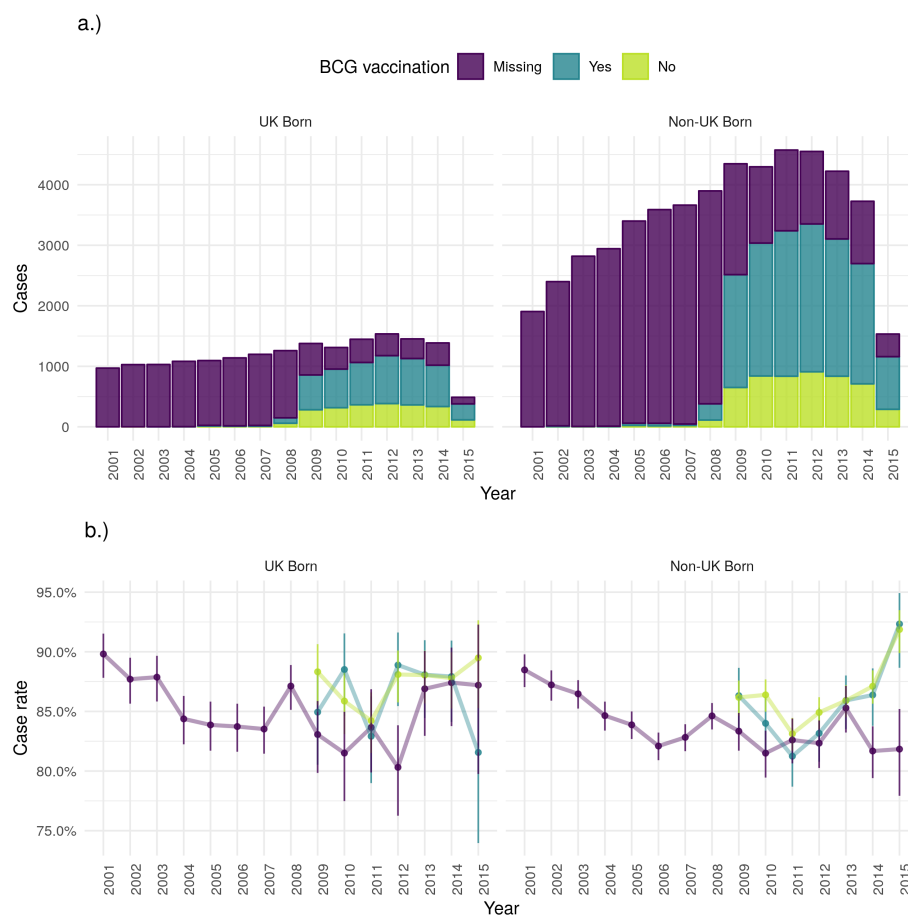 a.)
BCG vaccination Missing Yes No
UK Born Non-UK Born
4000
3000
2000
1000
0
Cases
2001 2002 2003 2004 2005 2006 2007 2008 2009 2010 2011 2012 2013 2014 2015 2001 2002 2003 2004 2005 2006 2007 2008 2009 2010 2011 2012 2013 2014 2015
Year
b.)
UK Born Non-UK Born
95.0%
90.0%
85.0%
80.0%
75.0%
Case rate
2001 2002 2003 2004 2005 2006 2007 2008 2009 2010 2011 2012 2013 2014 2015 2001 2002 2003 2004 2005 2006 2007 2008 2009 2010 2011 2012 2013 2014 2015
Year